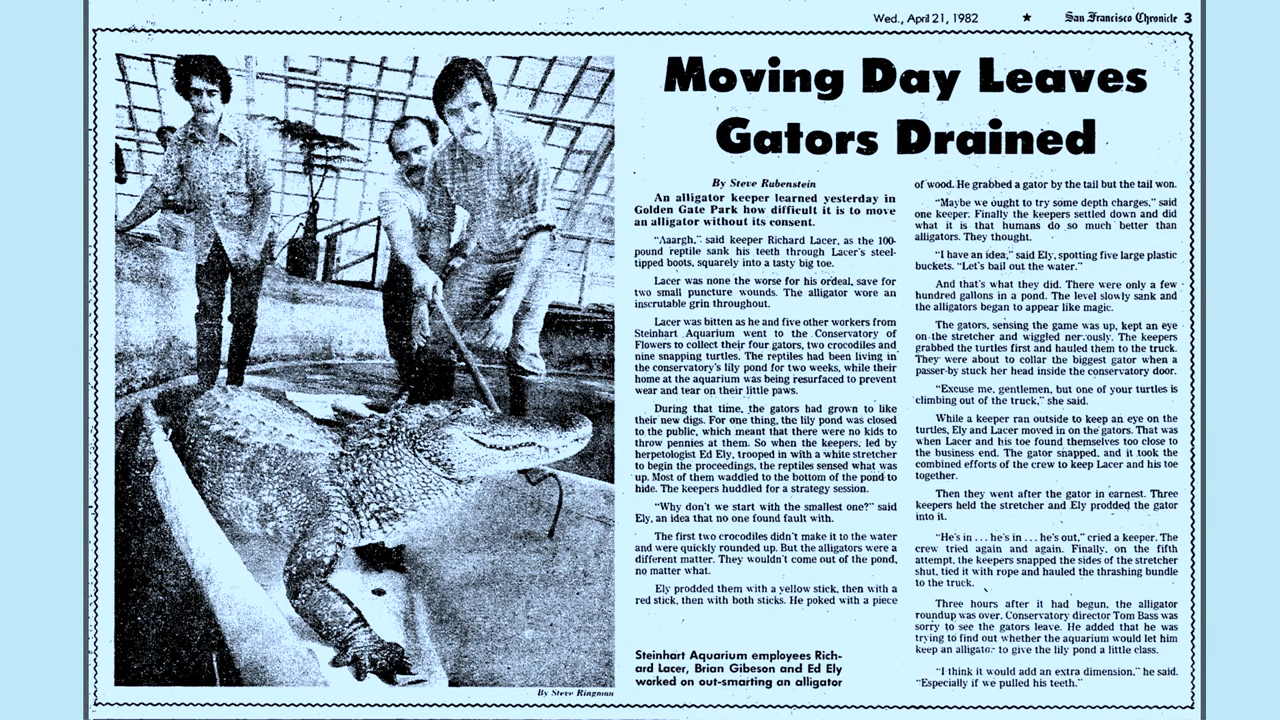 Wed., April 21, 1982 ★ San Francisco Chronicle 3
Moving Day Leaves
Gators Drained
By Steve Rubenstein
An alligator keeper learned yesterday in
Golden Gate Park how difficult it is to move
an alligator without its consent.
"Aaargh," said keeper Richard Lacer, as the 100-
pound reptile sank his teeth through Lacer's steel-
tipped boots, squarely into a tasty big toe.
Lacer was none the worse for his ordeal, save for
two small puncture wounds. The alligator wore an
inscrutable grin throughout.
Lacer was bitten as he and five other workers from
Steinhart Aquarium went to the Conservatory of
Flowers to collect their four gators, two crocodiles and
nine snapping turtles. The reptiles had been living in
the conservatory's lily pond for two weeks, while their
home at the aquarium was being resurfaced to prevent
wear and tear on their little paws.
During that time, the gators had grown to like
their new digs. For one thing, the lily pond was closed
to the public, which meant that there were no kids to
throw pennies at them. So when the keepers, led by
herpetologist Ed Ely, trooped in with a white stretcher
to begin the proceedings, the reptiles sensed what was
up. Most of them waddled to the bottom of the pond to
hide. The keepers huddled for a strategy session.
"Why don't we start with the smallest one?" said
Ely, an idea that no one found fault with.
The first two crocodiles didn't make it to the water
and were quickly rounded up. But the alligators were a
different matter. They wouldn't come out of the pond,
no matter what.
Ely prodded them with a yellow stick, then with a
red stick, then with both sticks. He poked with a piece
of wood. He grabbed a gator by the tail but the tail won.
"Maybe we ought to try some depth charges," said
one keeper. Finally the keepers settled down and did
what it is that humans do so much better than
alligators. They thought.
"I have an idea," said Ely, spotting five large plastic
buckets. "Let's bail out the water."
And that's what they did. There were only a few
hundred gallons in a pond. The level slowly sank and
the alligators began to appear like magic.
The gators, sensing the game was up, kept an eye
on the stretcher and wiggled nervously. The keepers
grabbed the turtles first and hauled them to the truck.
They were about to collar the biggest gator when a
passer-by stuck her head inside the conservatory door.
"Excuse me, gentlemen, but one of your turtles is
climbing out of the truck," she said.
While a keeper ran outside to keep an eye on the
turtles, Ely and Lacer moved in on the gators. That was
when Lacer and his toe found themselves too close to
the business end. The gator snapped, and it took the
combined efforts of the crew to keep Lacer and his toe
together.
Then they went after the gator in earnest. Three
keepers held the stretcher and Ely prodded the gator
into it.
"He's in . . . he's in . . . he's out," cried a keeper. The
crew tried again and again. Finally, on the fifth
attempt, the keepers snapped the sides of the stretcher
shut, tied it with rope and hauled the thrashing bundle
to the truck.
Three hours after it had begun, the alligator
roundup was over. Conservatory director Tom Bass was
sorry to see the gators leave. He added that he was
trying to find out whether the aquarium would let him
keep an alligator to give the lily pond a little class.
"I think it would add an extra dimension," he said.
"Especially if we pulled his teeth."
Steinhart Aquarium employees Rich-
ard Lacer, Brian Gibeson and Ed Ely
worked on out-smarting an alligator
By Steve Ringman